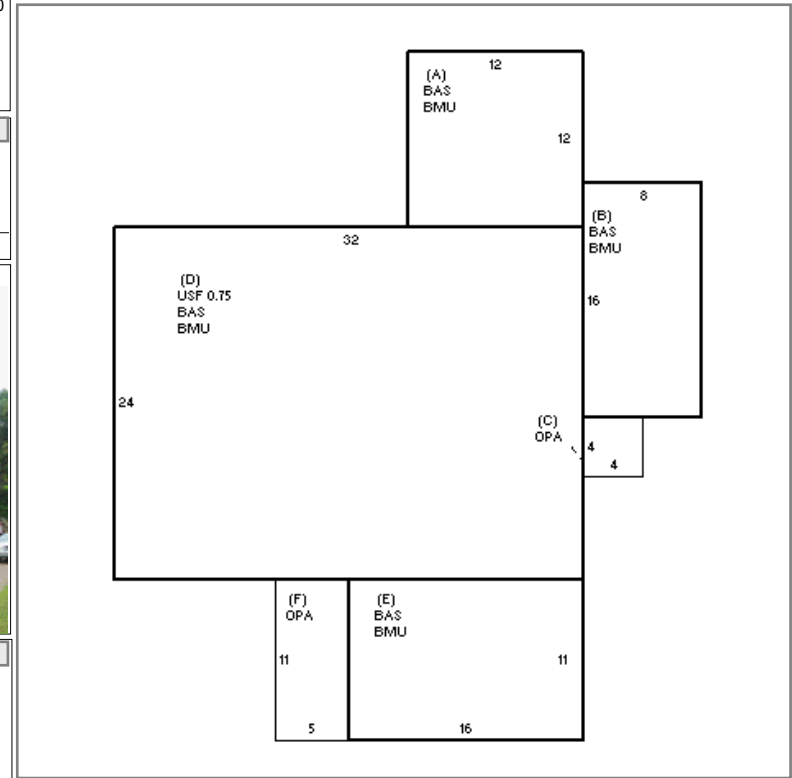 12
(A)
BAS
BMU
12
8
(B)
BAS
BMU
16
32
(D)
USF 0.75
BAS
BMU
24
(C)
OPA
4
4
(F)
OPA
11
5
(E)
BAS
BMU
11
16